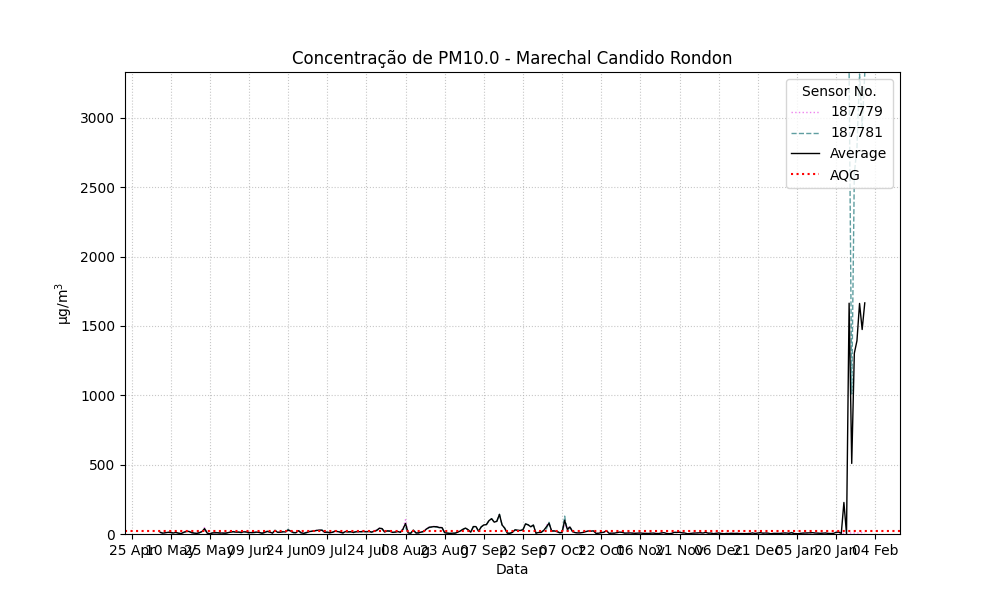 Concentração de PM10.0 - Marechal Candido Rondon
Sensor No.
187779
187781
Average
AQG
3000
2500
2000
1500
1000
500
0
µg/m³
25 Apr 10 May 25 May 09 Jun 24 Jun 09 Jul 24 Jul 08 Aug 23 Aug 07 Sep 22 Sep 07 Oct 22 Oct 06 Nov 21 Nov 06 Dec 21 Dec 05 Jan 20 Jan 04 Feb
Data